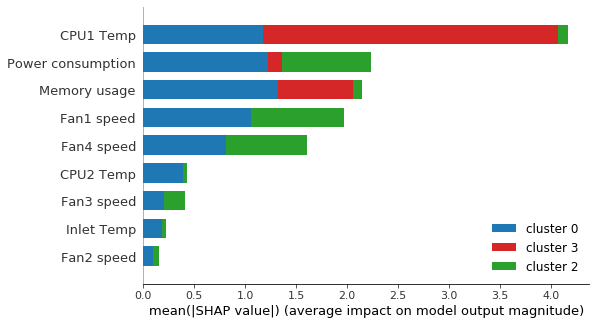 CPU1 Temp
Power consumption
Memory usage
Fan1 speed
Fan4 speed
CPU2 Temp
Fan3 speed
Inlet Temp
Fan2 speed
cluster 0
cluster 3
cluster 2
0.0 0.5 1.0 1.5 2.0 2.5 3.0 3.5 4.0
mean(|SHAP value|) (average impact on model output magnitude)